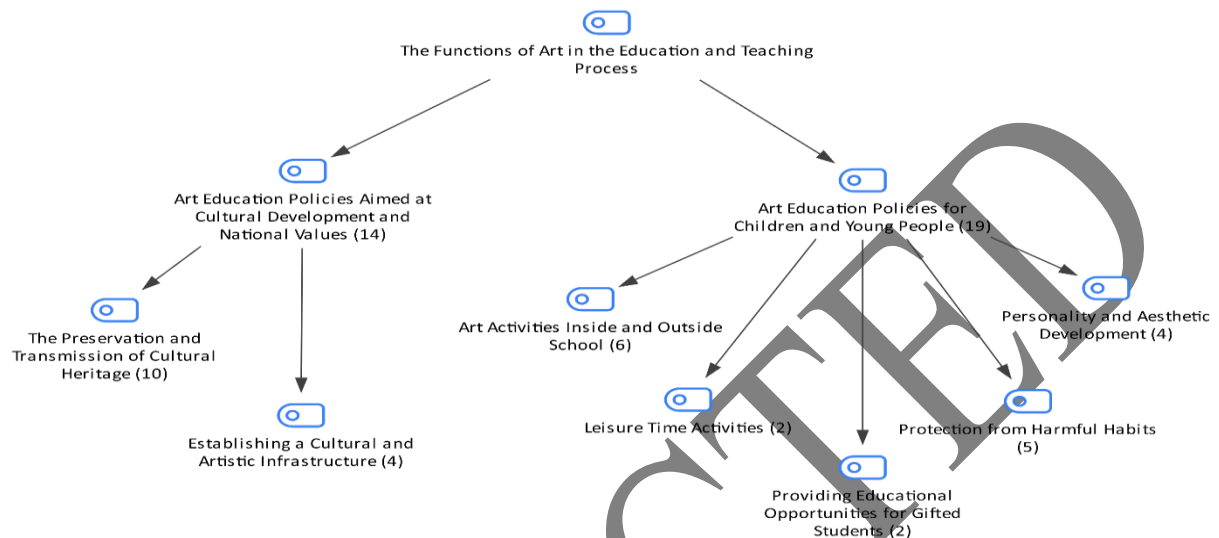 The Functions of Art in the Education and Teaching
Process
Art Education Policies Aimed at
Cultural Development and
National Values (14)
Art Education Policies for
Children and Young People (19)
The Preservation and
Transmission of Cultural
Heritage (10)
Establishing a Cultural and
Artistic Infrastructure (4)
Art Activities Inside and Outside
School (6)
Leisure Time Activities (2)
Providing Educational
Opportunities for Gifted
Students (2)
Protection from Harmful Habits
(5)
Personality and Aesthetic
Development (4)
CTED